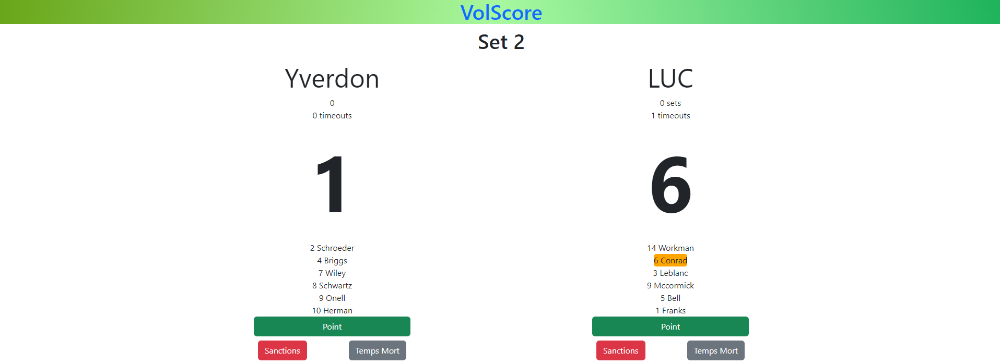 VolScore
Set 2
Yverdon
0
0 timeouts
1
2 Schroeder
4 Briggs
7 Wiley
8 Schwartz
9 Onell
10 Herman
Point
Sanctions Temps Mort
LUC
0 sets
1 timeouts
6
14 Workman
6 Conrad
3 Leblanc
9 Mccormick
5 Bell
1 Franks
Point
Sanctions Temps Mort